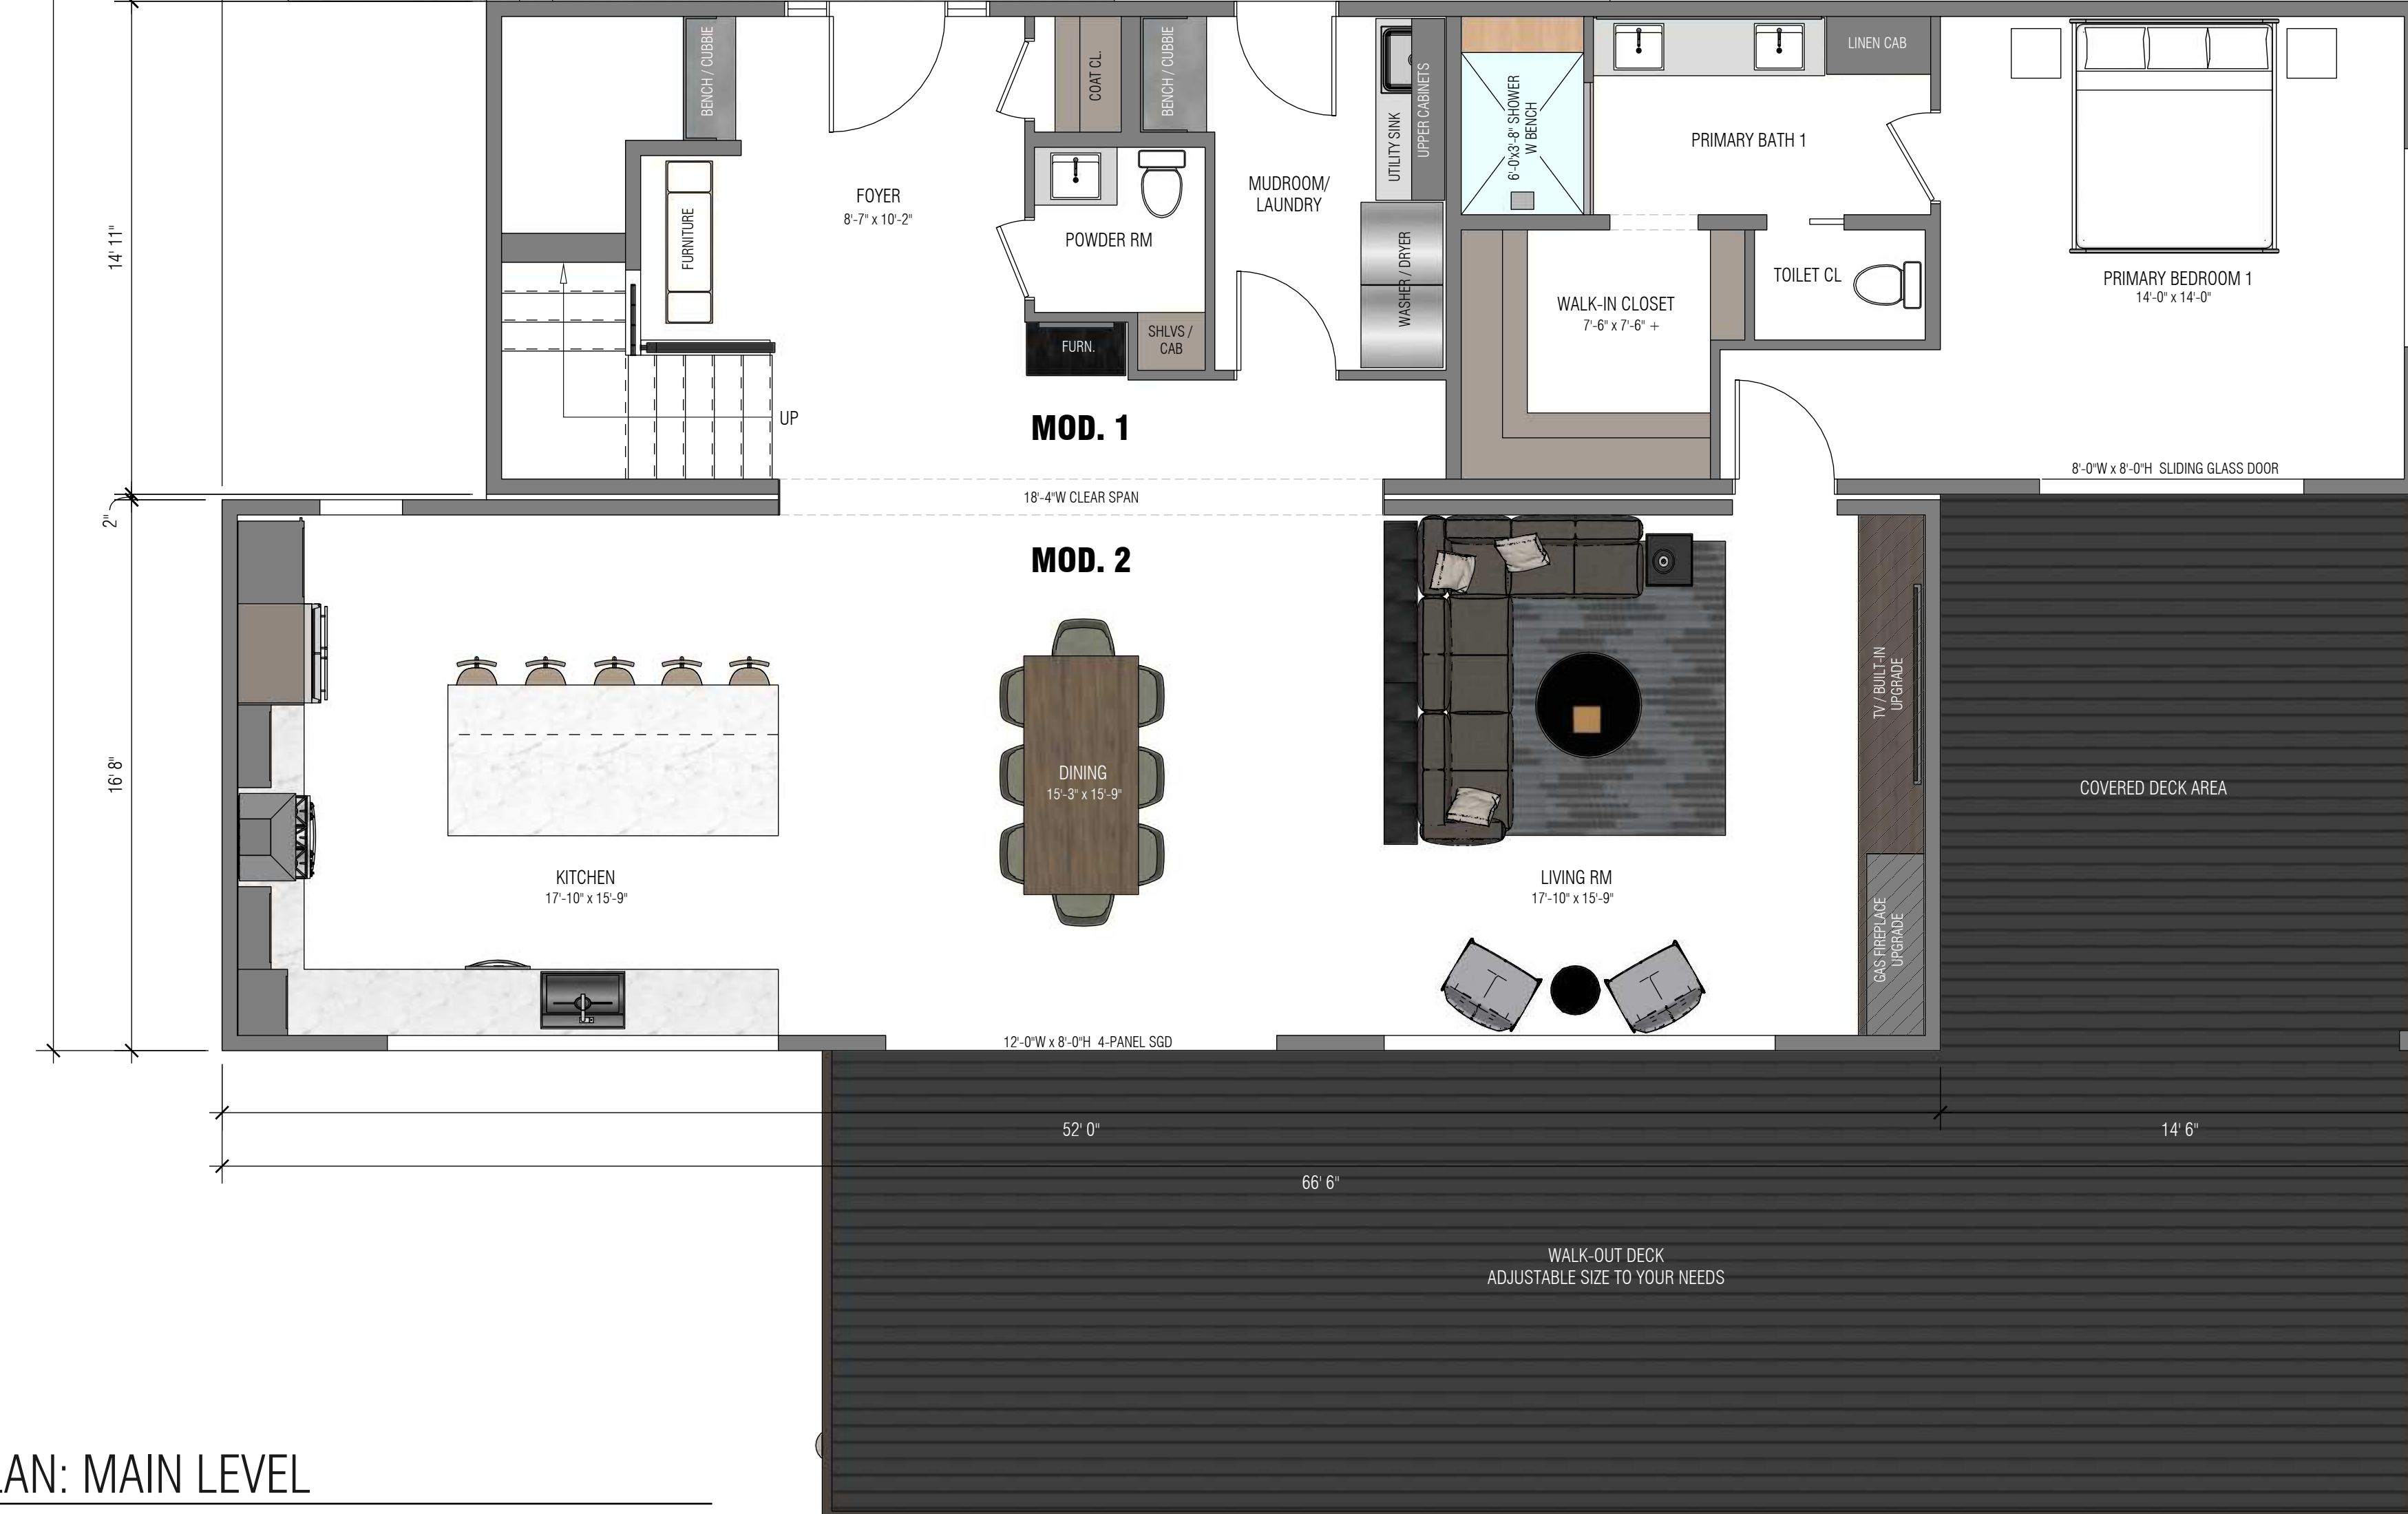 BENCH / CUBBIE
COAT CL.
BENCH / CUBBIE
UTILITY SINK
UPPER CABINETS
6'-0'x3'-8" SHOWER
W BENCH
LINEN CAB
PRIMARY BATH 1
FOYER
8'-7" x 10'-2"
FURNITURE
POWDER RM
MUDROOM/
LAUNDRY
WASHER / DRYER
WALK-IN CLOSET
7'-6" x 7'-6" +
TOILET CL
PRIMARY BEDROOM 1
14'-0" x 14'-0"
14' 11"
FURN.
SHLVS /
CAB
UP
MOD. 1
8'-0"W x 8'-0"H SLIDING GLASS DOOR
18'-4"W CLEAR SPAN
2"
MOD. 2
16' 8"
DINING
15'-3" x 15'-9"
KITCHEN
17'-10" x 15'-9"
LIVING RM
17'-10" x 15'-9"
TV / BUILT-IN
UPGRADE
GAS FIREPLACE
UPGRADE
COVERED DECK AREA
12'-0"W x 8'-0"H 4-PANEL SGD
52' 0"
14' 6"
66' 6"
WALK-OUT DECK
ADJUSTABLE SIZE TO YOUR NEEDS
LAN: MAIN LEVEL